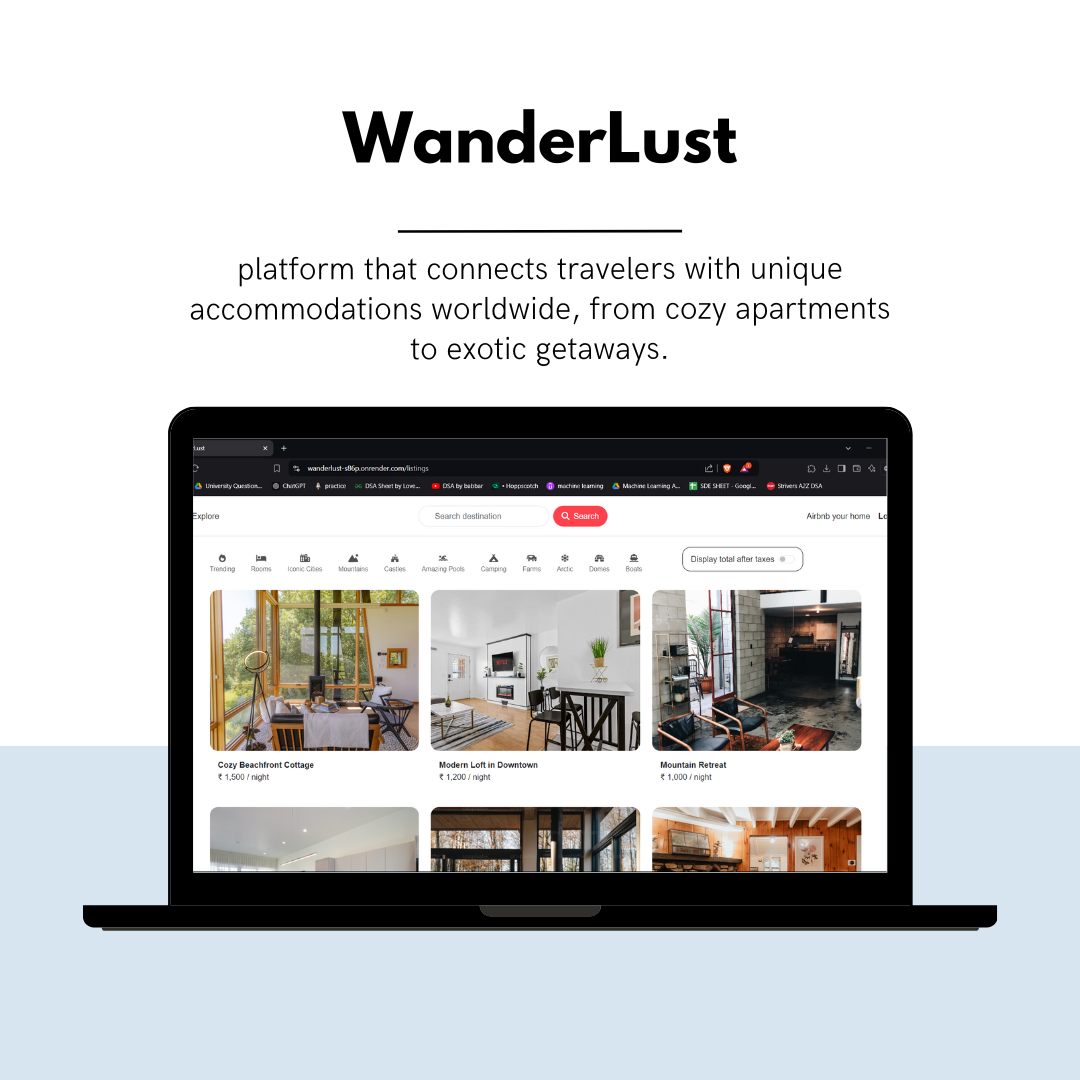 WanderLust
platform that connects travelers with unique
accommodations worldwide, from cozy apartments
to exotic getaways.
Lust
wanderlust-s86p.onrender.com/listings
University Question... ChatGPT practice DSA Sheet by Love... DSA by babbar • Hoppscotch machine learning Machine Learning A... SDE SHEET - Googl... Strivers A2Z DSA
Explore Search destination Search Airbnb your home Lo
Trending Rooms Iconic Cities Mountains Castles Amazing Pools Camping Farms Arctic Domes Boats Display total after taxes
Cozy Beachfront Cottage Modern Loft in Downtown Mountain Retreat
₹ 1,500 / night ₹ 1,200 / night ₹ 1,000 / night